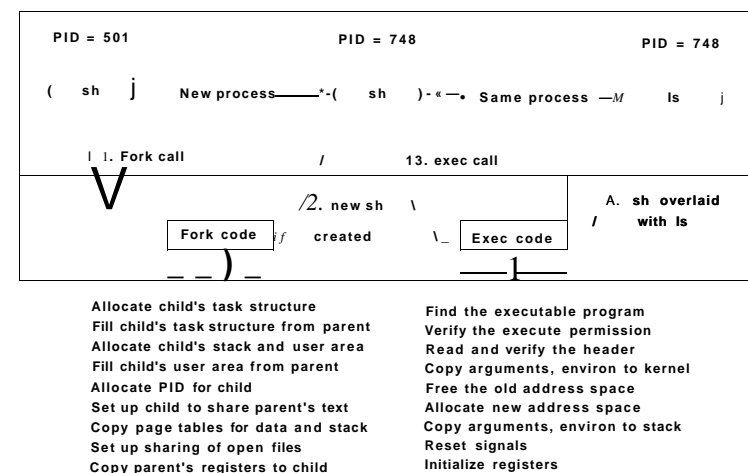 PID = 501 PID = 748 PID = 748
( sh j New process *-( sh ) - « —• Same process —M ls j
| 1. Fork call / 13. exec call
V /2. new sh \ A. sh overlaid
/ with ls
Fork code if created \_ Exec code
_ _ ) _ 1
Allocate child's task structure
Fill child's task structure from parent
Allocate child's stack and user area
Fill child's user area from parent
Allocate PID for child
Set up child to share parent's text
Copy page tables for data and stack
Set up sharing of open files
Copy parent's registers to child
Find the executable program
Verify the execute permission
Read and verify the header
Copy arguments, environ to kernel
Free the old address space
Allocate new address space
Copy arguments, environ to stack
Reset signals
Initialize registers